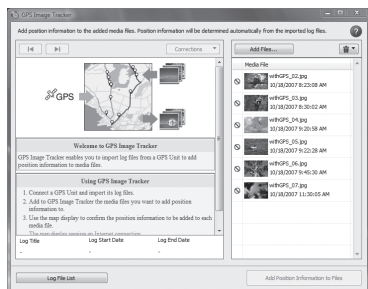 GPS Image Tracker
Add position information to the added media files. Position information will be determined automatically from the imported log files.
Corrections
GPS
Welcome to GPS Image Tracker
GPS Image Tracker enables you to import log files from a GPS Unit to add
position information to media files.
Using GPS Image Tracker
1. Connect a GPS Unit and import its log files.
2. Add to GPS Image Tracker the media files you want to add position
information to.
3. Use the map display to confirm the position information to be added to each
media file.
The map display requires an Internet connection.
Log Title Log Start Date Log End Date
- - -
Log File List
Add Files...
Media File
withGPS_02.jpg
10/18/2007 8:23:08 AM
withGPS_03.jpg
10/18/2007 8:30:02 AM
withGPS_04.jpg
10/18/2007 9:20:58 AM
withGPS_05.jpg
10/18/2007 9:22:28 AM
withGPS_06.jpg
10/18/2007 9:45:30 AM
withGPS_07.jpg
10/18/2007 11:30:05 AM
Add Position Information to Files